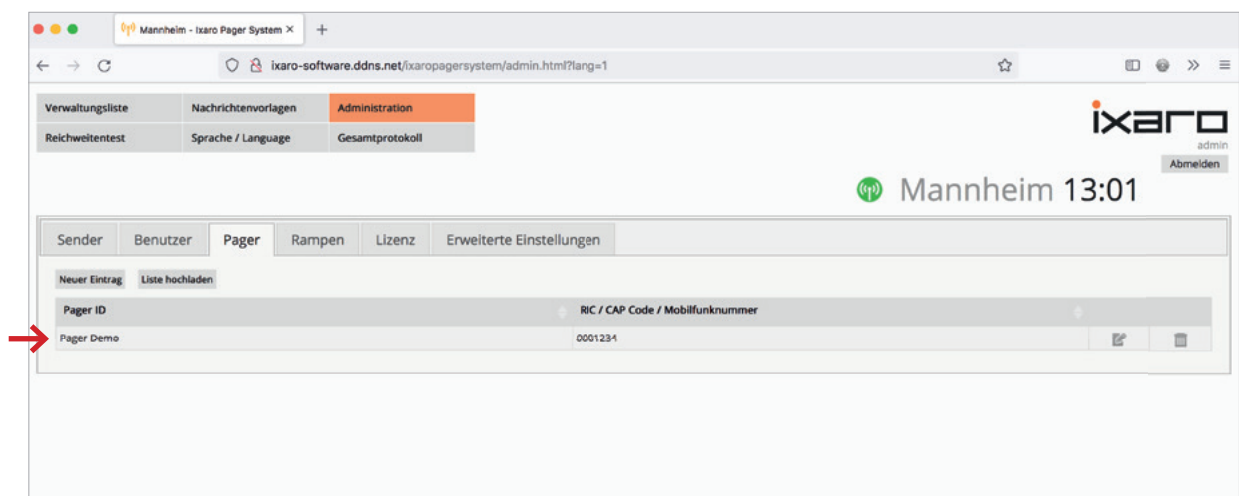 Mannheim - Ixaro Pager System
ixaro-software.ddns.net/ixaropagersystem/admin.html?lang=1
Verwaltungsliste Nachrichtenvorlagen Administration
Reichweitentest Sprache / Language Gesamtprotokoll
ixaro
admin
Abmelden
Mannheim 13:01
Sender Benutzer Pager Rampen Lizenz Erweiterte Einstellungen
Neuer Eintrag Liste hochladen
Pager ID RIC / CAP Code / Mobilfunknummer
Pager Demo 0001234